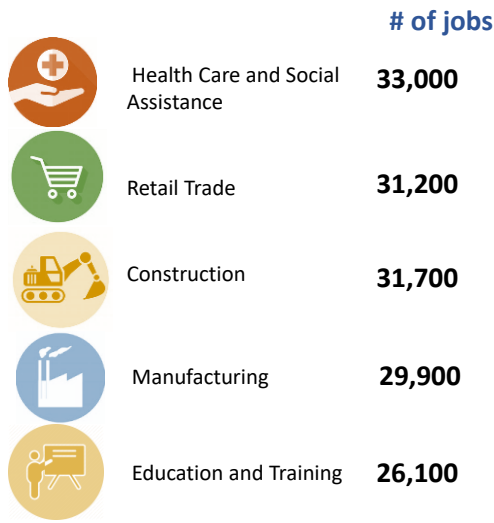 # of jobs
Health Care and Social
Assistance
33,000
Retail Trade
31,200
Construction
31,700
Manufacturing
29,900
Education and Training
26,100